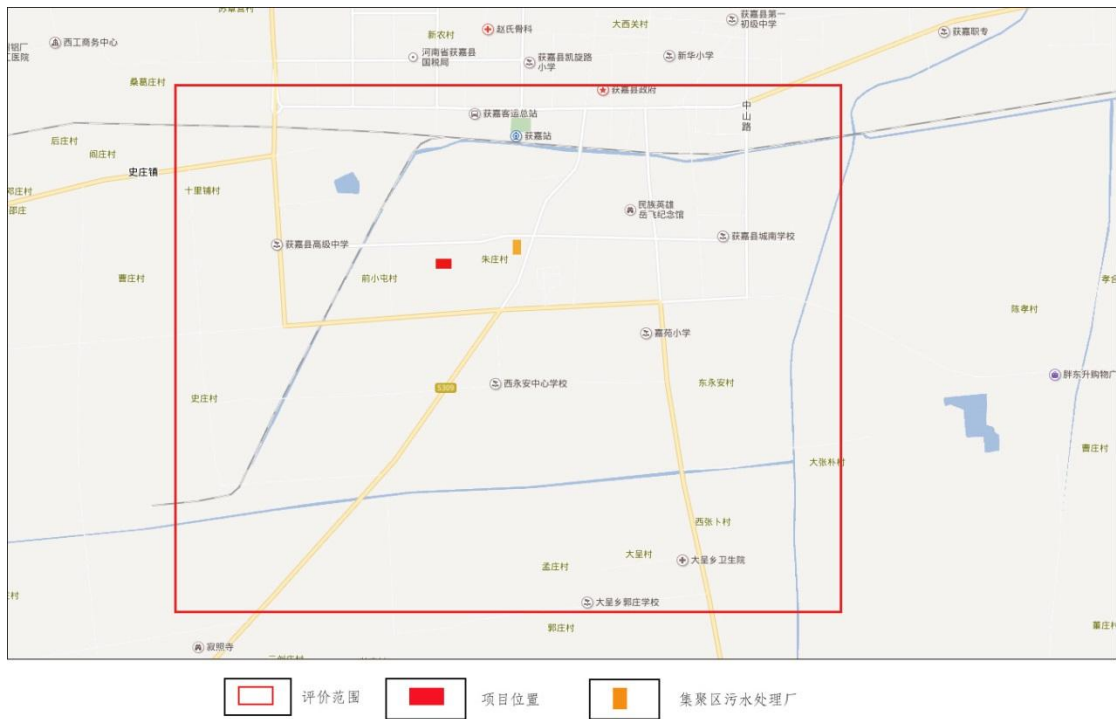 新农村
赵氏骨科
大西关村
获嘉县第一
初级中学
获嘉职专
西工商务中心
工医院
河南省获嘉县
国税局
获嘉县凯旋路
小学
新华小学
桑葛庄村
获嘉县政府
获嘉客运总站
中山路
获嘉站
后庄村
阎庄村
史庄镇
十里铺村
邵庄
民族英雄
岳飞纪念馆
获嘉县高级中学
获嘉县城南学校
朱庄村
曹庄村
前小屯村
陈孝村
嘉苑小学
S309
西永安中心学校
东永安村
胖东升购物广
史庄村
大张朴村
曹庄村
西张卜村
大呈村
大呈乡卫生院
孟庄村
大呈乡郭庄学校
郭庄村
董庄村
寂照寺
评价范围
项目位置
集聚区污水处理厂